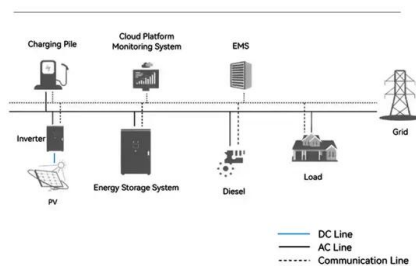 Charging Pile
Cloud Platform
Monitoring System
EMS
Grid
Inverter
PV
Energy Storage System
Diesel
Load
DC Line
AC Line
Communication Line